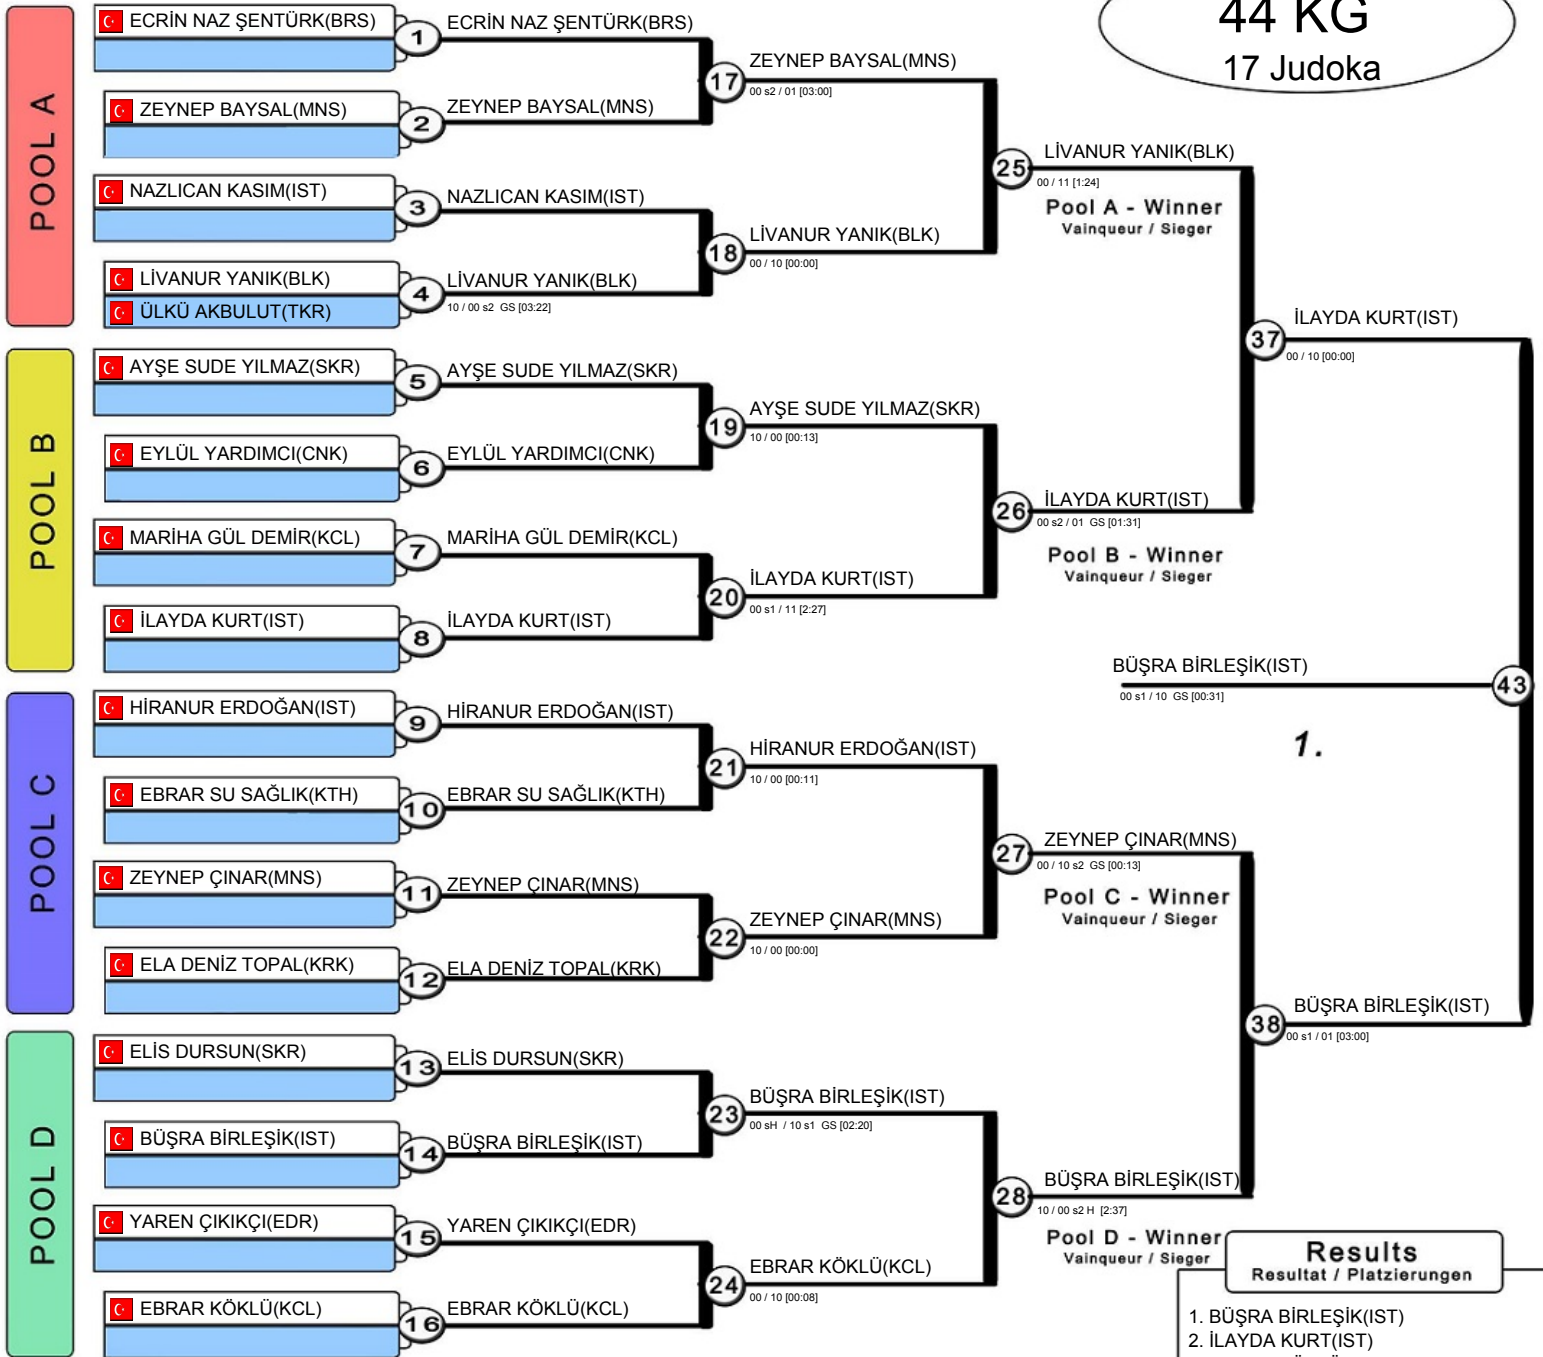 44 KG
17 Judoka
POOL A
ECRİN NAZ ŞENTÜRK(BRS)
1
ZEYNEP BAYSAL(MNS)
2
NAZLICAN KASIM(IST)
3
LİVANUR YANIK(BLK)
ÜLKÜ AKBULUT(TKR)
4
POOL B
AYŞE SUDE YILMAZ(SKR)
5
EYLÜL YARDIMCI(CNK)
6
MARİHA GÜL DEMİR(KCL)
7
İLAYDA KURT(IST)
8
POOL C
HİRANUR ERDOĞAN(IST)
9
EBRAR SU SAĞLIK(KTH)
10
ZEYNEP ÇINAR(MNS)
11
ELA DENİZ TOPAL(KRK)
12
POOL D
ELİS DURSUN(SKR)
13
BÜŞRA BİRLEŞİK(IST)
14
YAREN ÇIKIKÇI(EDR)
15
EBRAR KÖKLÜ(KCL)
16
ECRİN NAZ ŞENTÜRK(BRS)
ZEYNEP BAYSAL(MNS)
NAZLICAN KASIM(IST)
LİVANUR YANIK(BLK)
10 / 00 s2 GS [03:22]
AYŞE SUDE YILMAZ(SKR)
EYLÜL YARDIMCI(CNK)
MARİHA GÜL DEMİR(KCL)
İLAYDA KURT(IST)
HİRANUR ERDOĞAN(IST)
EBRAR SU SAĞLIK(KTH)
ZEYNEP ÇINAR(MNS)
ELA DENİZ TOPAL(KRK)
ELİS DURSUN(SKR)
BÜŞRA BİRLEŞİK(IST)
YAREN ÇIKIKÇI(EDR)
EBRAR KÖKLÜ(KCL)
17
ZEYNEP BAYSAL(MNS)
00 s2 / 01 [03:00]
18
LİVANUR YANIK(BLK)
00 / 10 [00:00]
19
AYŞE SUDE YILMAZ(SKR)
10 / 00 [00:13]
20
İLAYDA KURT(IST)
00 s1 / 11 [2:27]
21
HİRANUR ERDOĞAN(IST)
10 / 00 [00:11]
22
ZEYNEP ÇINAR(MNS)
10 / 00 [00:00]
23
BÜŞRA BİRLEŞİK(IST)
00 sH / 10 s1 GS [02:20]
24
EBRAR KÖKLÜ(KCL)
00 / 10 [00:08]
25
LİVANUR YANIK(BLK)
00 / 11 [1:24]
Pool A - Winner
Vainqueur / Sieger
26
İLAYDA KURT(IST)
00 s2 / 01 GS [01:31]
Pool B - Winner
Vainqueur / Sieger
27
ZEYNEP ÇINAR(MNS)
00 / 10 s2 GS [00:13]
Pool C - Winner
Vainqueur / Sieger
28
BÜŞRA BİRLEŞİK(IST)
10 / 00 s2 H [2:37]
Pool D - Winner
Vainqueur / Sieger
37
İLAYDA KURT(IST)
00 / 10 [00:00]
38
BÜŞRA BİRLEŞİK(IST)
00 s1 / 01 [03:00]
BÜŞRA BİRLEŞİK(IST)
43
00 s1 / 10 GS [00:31]
1.
Results
Resultat / Platzierungen
1. BÜŞRA BİRLEŞİK(IST)
2. İLAYDA KURT(IST)